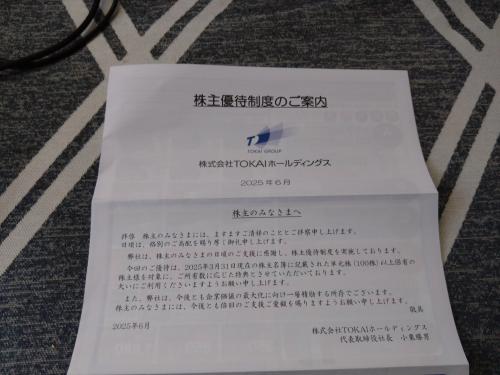 株主優待制度のご案内
TOKAI GROUP
株式会社TOKAIホールディングス
2025年6月
株主のみなさまへ
拝啓 株主のみなさまには、ますますご清祥のこととご拝察申し上げます。
日頃は、格別のご高配を賜り厚く御礼申し上げます。
弊社は、株主のみなさまの日頃のご支援に感謝し、株主優待制度を実施しております。
今回のご優待は、2025年3月31日現在の株主名簿に記載された単元株(100株)以上保有の
株主様を対象に、ご所有数に応じた特典とさせていただいております。
大いにご利用くださいますようお願い申し上げます。
また、弊社は、今後とも企業価値の最大化に向け一層精励する所存でございます。
株主のみなさまには、今後とも倍旧のご支援ご愛顧を賜りますようお願い申し上げます。
敬具
2025年6月
株式会社TOKAIホールディングス
代表取締役社長 小栗勝男